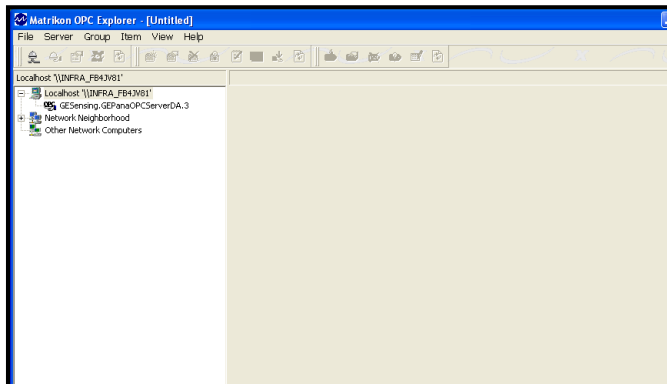 Matrikon OPC Explorer - [Untitled]
File Server Group Item View Help
Localhost '\\INFRA_FB4JV81'
Localhost '\\INFRA_FB4JV81'
GESensing.GEPanaOPCServerDA.3
Network Neighborhood
Other Network Computers